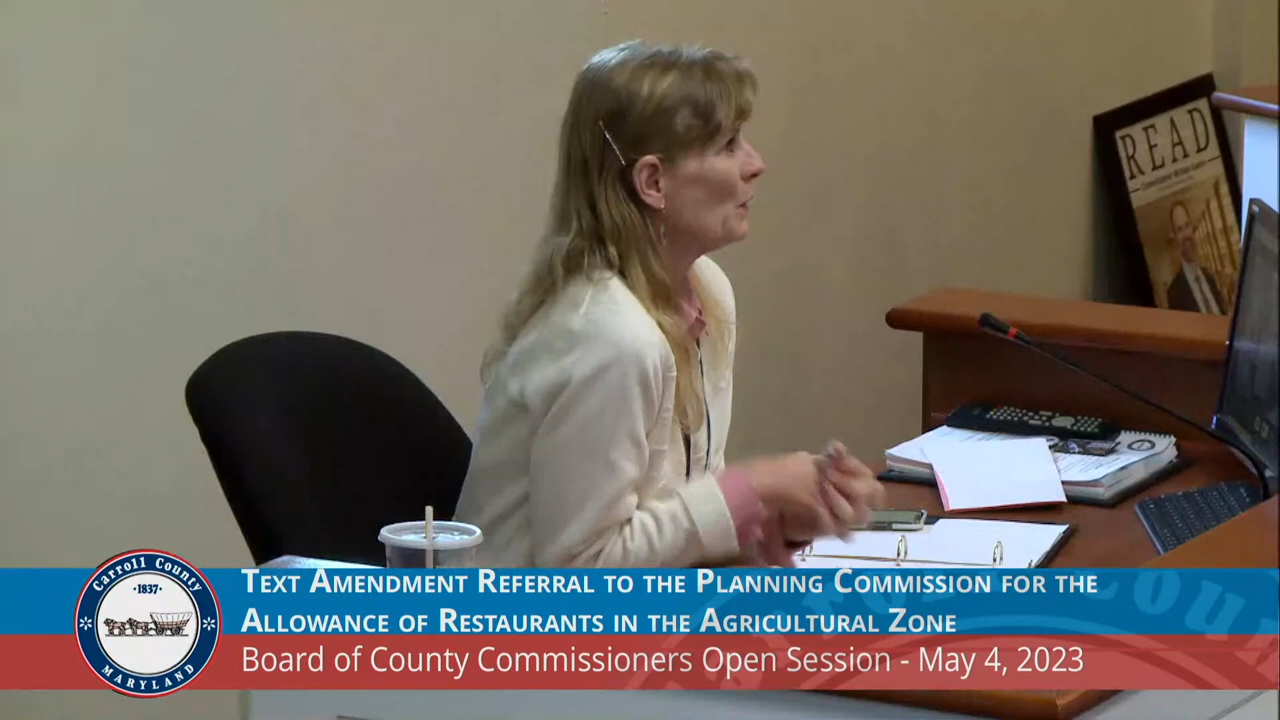 READ
Carroll County
·1837·
MARYLAND
TEXT AMENDMENT REFERRAL TO THE PLANNING COMMISSION FOR THE
ALLOWANCE OF RESTAURANTS IN THE AGRICULTURAL ZONE
Board of County Commissioners Open Session - May 4, 2023